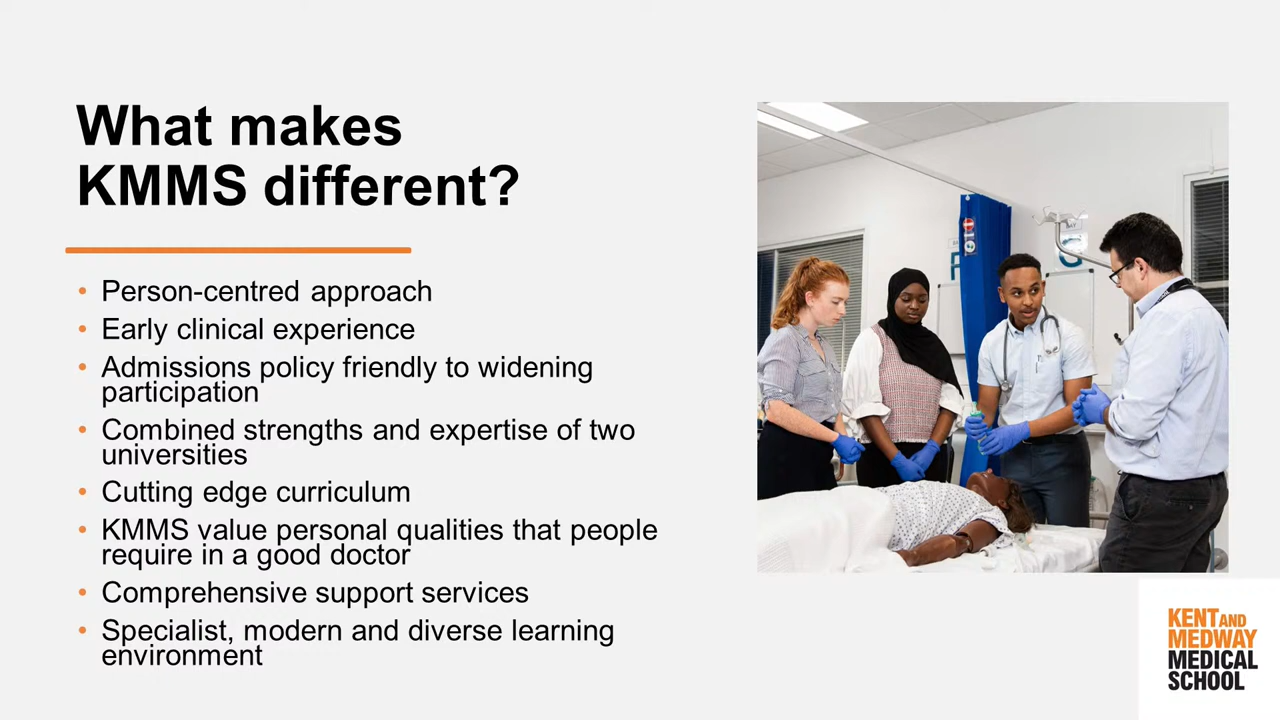 What makes
KMMS different?
• Person-centred approach
• Early clinical experience
• Admissions policy friendly to widening
participation
• Combined strengths and expertise of two
universities
• Cutting edge curriculum
• KMMS value personal qualities that people
require in a good doctor
• Comprehensive support services
• Specialist, modern and diverse learning
environment
KENT AND
MEDWAY
MEDICAL
SCHOOL